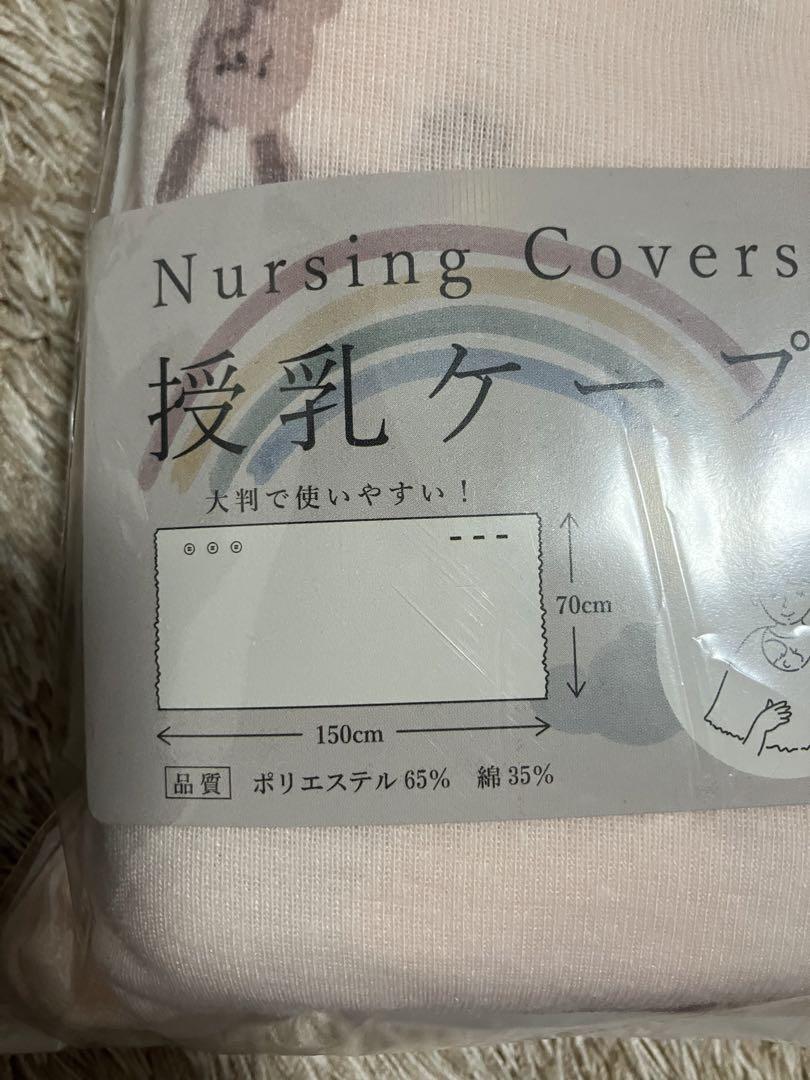 Nursing Covers
授乳ケープ
大判で使いやすい！
70cm
150cm
品質 ポリエステル65% 綿35%